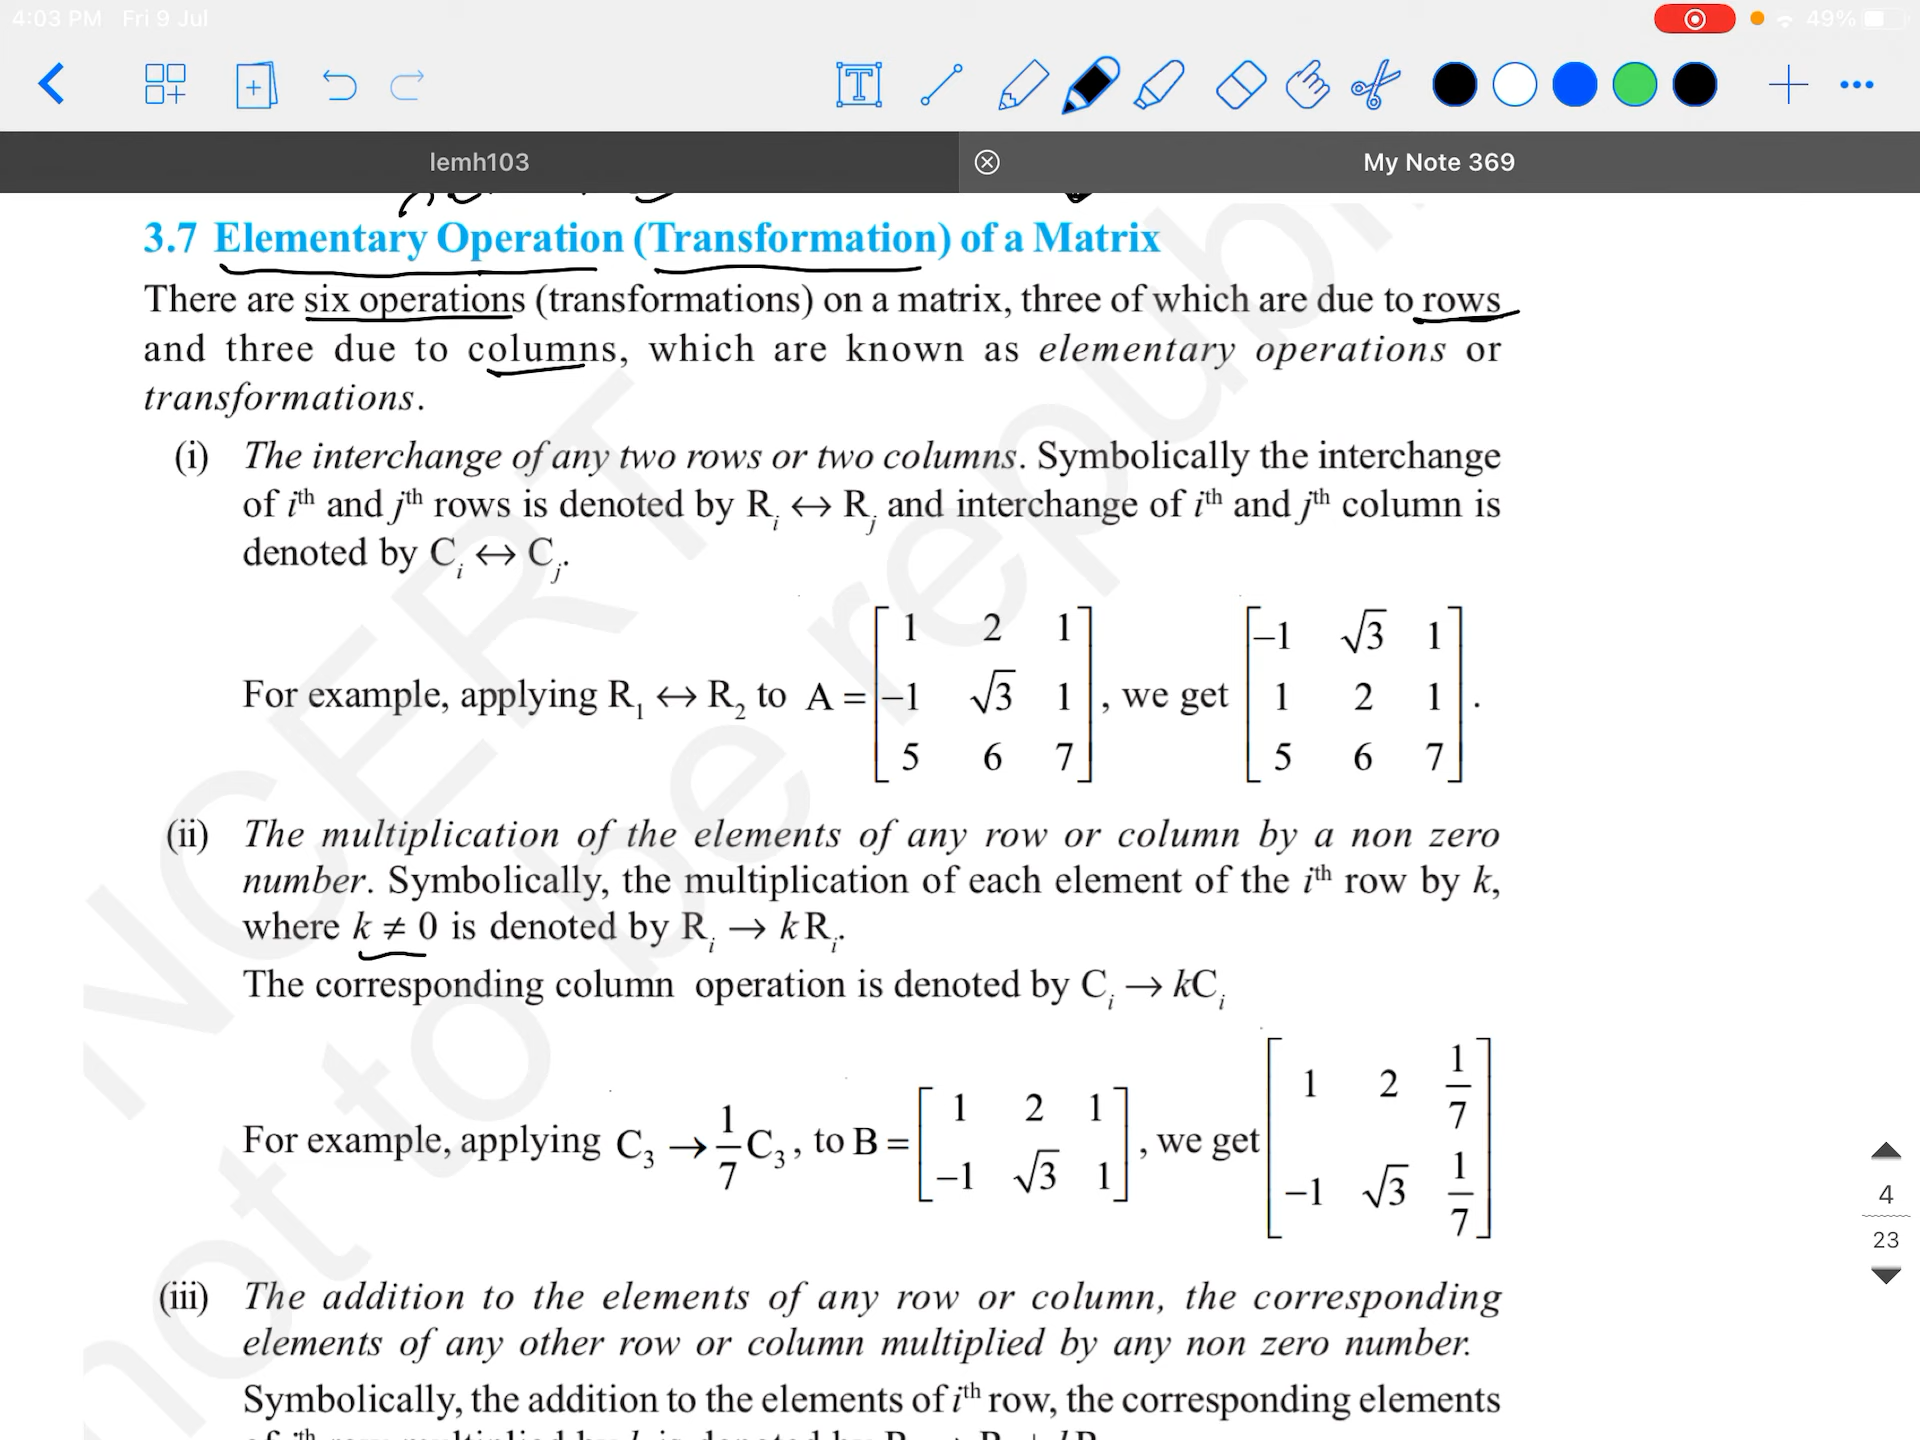 4:03 PM Fri 9 Jul
49%
lemh103
My Note 369
3.7 Elementary Operation (Transformation) of a Matrix
There are six operations (transformations) on a matrix, three of which are due to rows
and three due to columns, which are known as elementary operations or
transformations.
(i) The interchange of any two rows or two columns. Symbolically the interchange
of iᵗʰ and jᵗʰ rows is denoted by Rᵢ ↔ Rⱼ and interchange of iᵗʰ and jᵗʰ column is
denoted by Cᵢ ↔ Cⱼ.
For example, applying R₁ ↔ R₂ to A = [1 2 1; –1 √3 1; 5 6 7], we get [–1 √3 1; 1 2 1; 5 6 7].
(ii) The multiplication of the elements of any row or column by a non zero
number. Symbolically, the multiplication of each element of the iᵗʰ row by k,
where k ≠ 0 is denoted by Rᵢ → kRᵢ.
The corresponding column operation is denoted by Cᵢ → kCᵢ
For example, applying C₃ → 1/7 C₃, to B = [1 2 1; –1 √3 1], we get [1 2 1/7; –1 √3 1/7]
(iii) The addition to the elements of any row or column, the corresponding
elements of any other row or column multiplied by any non zero number.
Symbolically, the addition to the elements of iᵗʰ row, the corresponding elements
4
23
NCERT
not to be republi